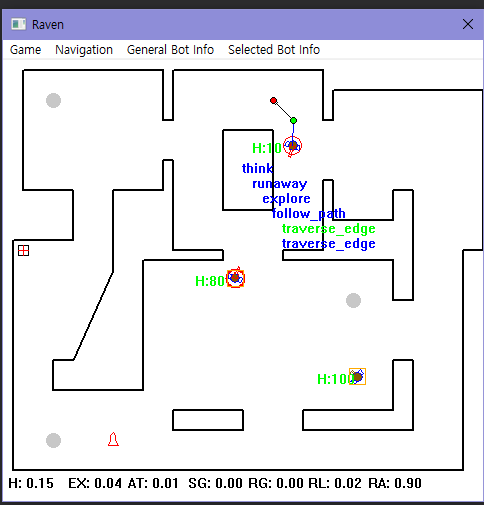 Raven
Game Navigation General Bot Info Selected Bot Info
H:10
think
runaway
explore
follow_path
traverse_edge
traverse_edge
H:80
H:100
H: 0.15 EX: 0.04 AT: 0.01 SG: 0.00 RG: 0.00 RL: 0.02 RA: 0.90